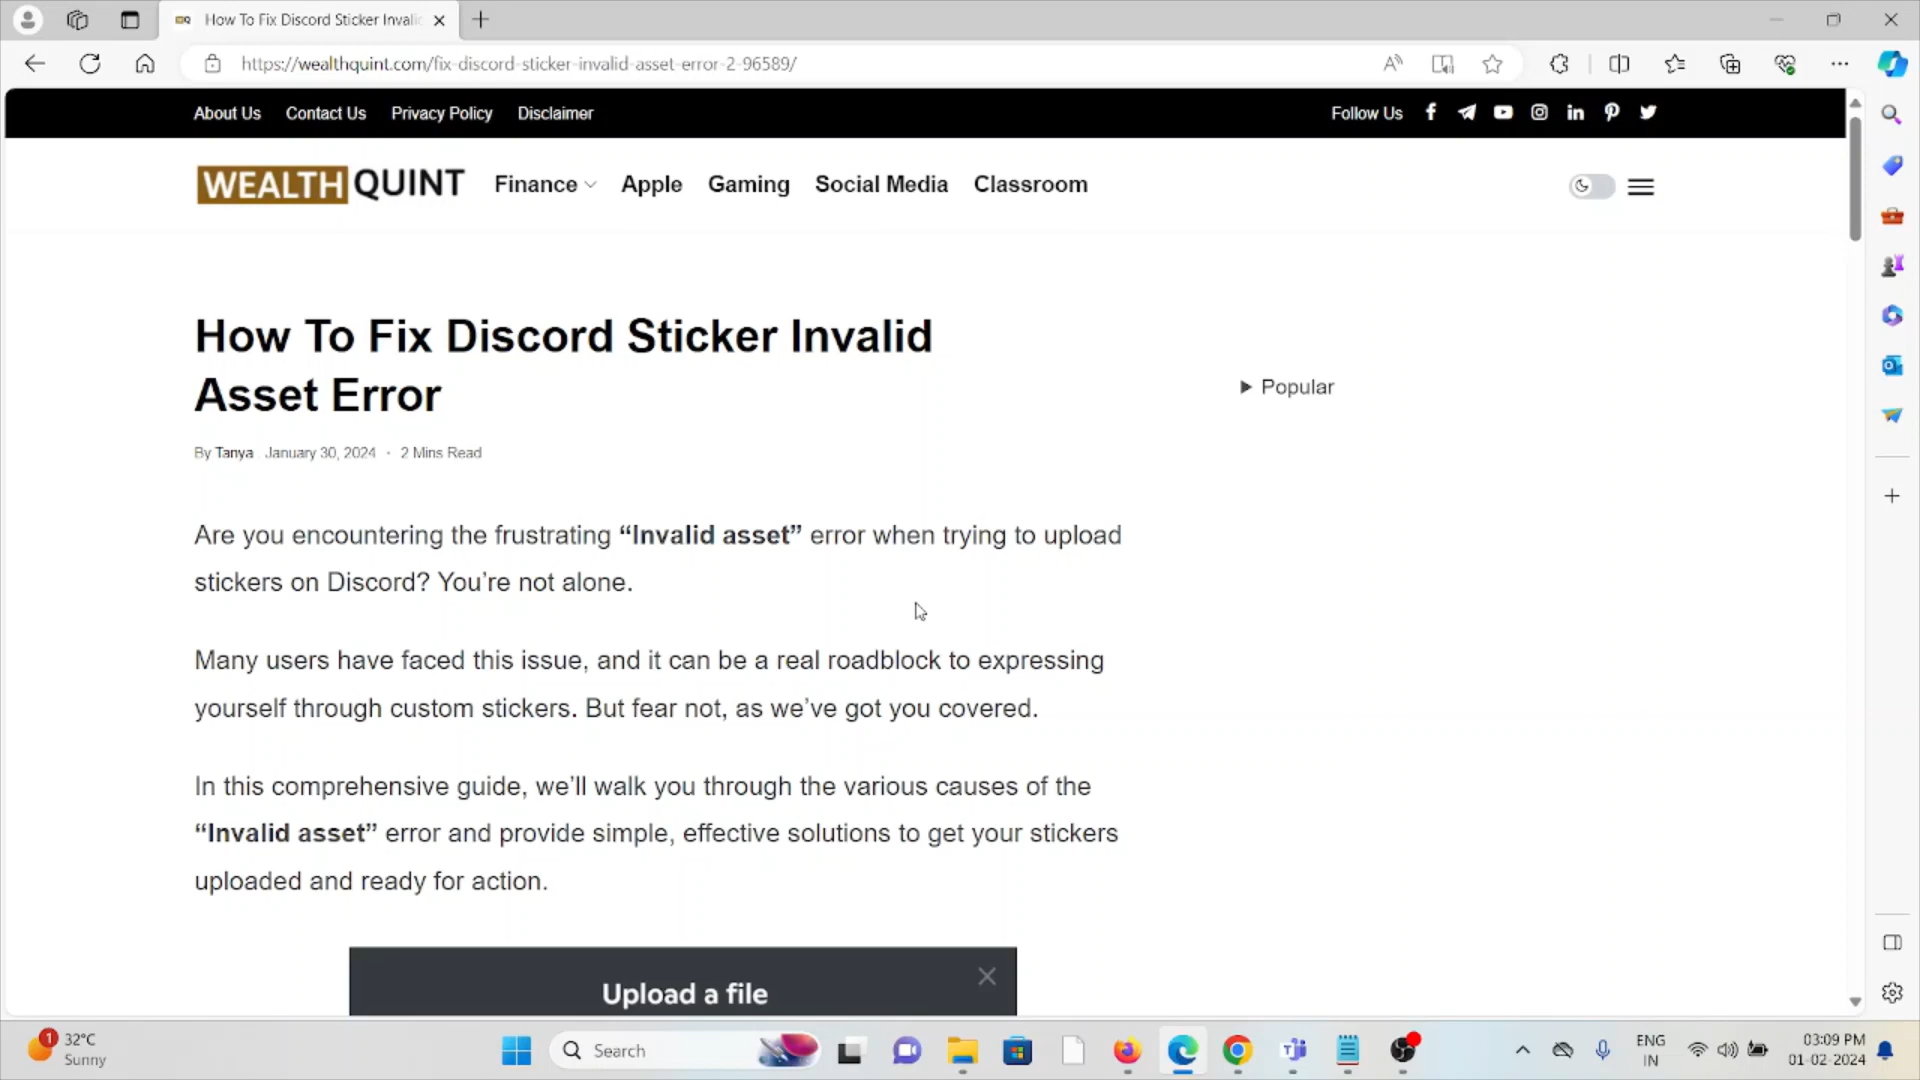 How To Fix Discord Sticker Invalic
https://wealthquint.com/fix-discord-sticker-invalid-asset-error-2-96589/
About Us Contact Us Privacy Policy Disclaimer Follow Us
WEALTH QUINT Finance Apple Gaming Social Media Classroom
How To Fix Discord Sticker Invalid
Asset Error
Popular
By Tanya . January 30, 2024 • 2 Mins Read
Are you encountering the frustrating “Invalid asset” error when trying to upload
stickers on Discord? You’re not alone.
Many users have faced this issue, and it can be a real roadblock to expressing
yourself through custom stickers. But fear not, as we’ve got you covered.
In this comprehensive guide, we’ll walk you through the various causes of the
“Invalid asset” error and provide simple, effective solutions to get your stickers
uploaded and ready for action.
Upload a file
1 32°C
Sunny
Search
ENG
IN
03:09 PM
01-02-2024